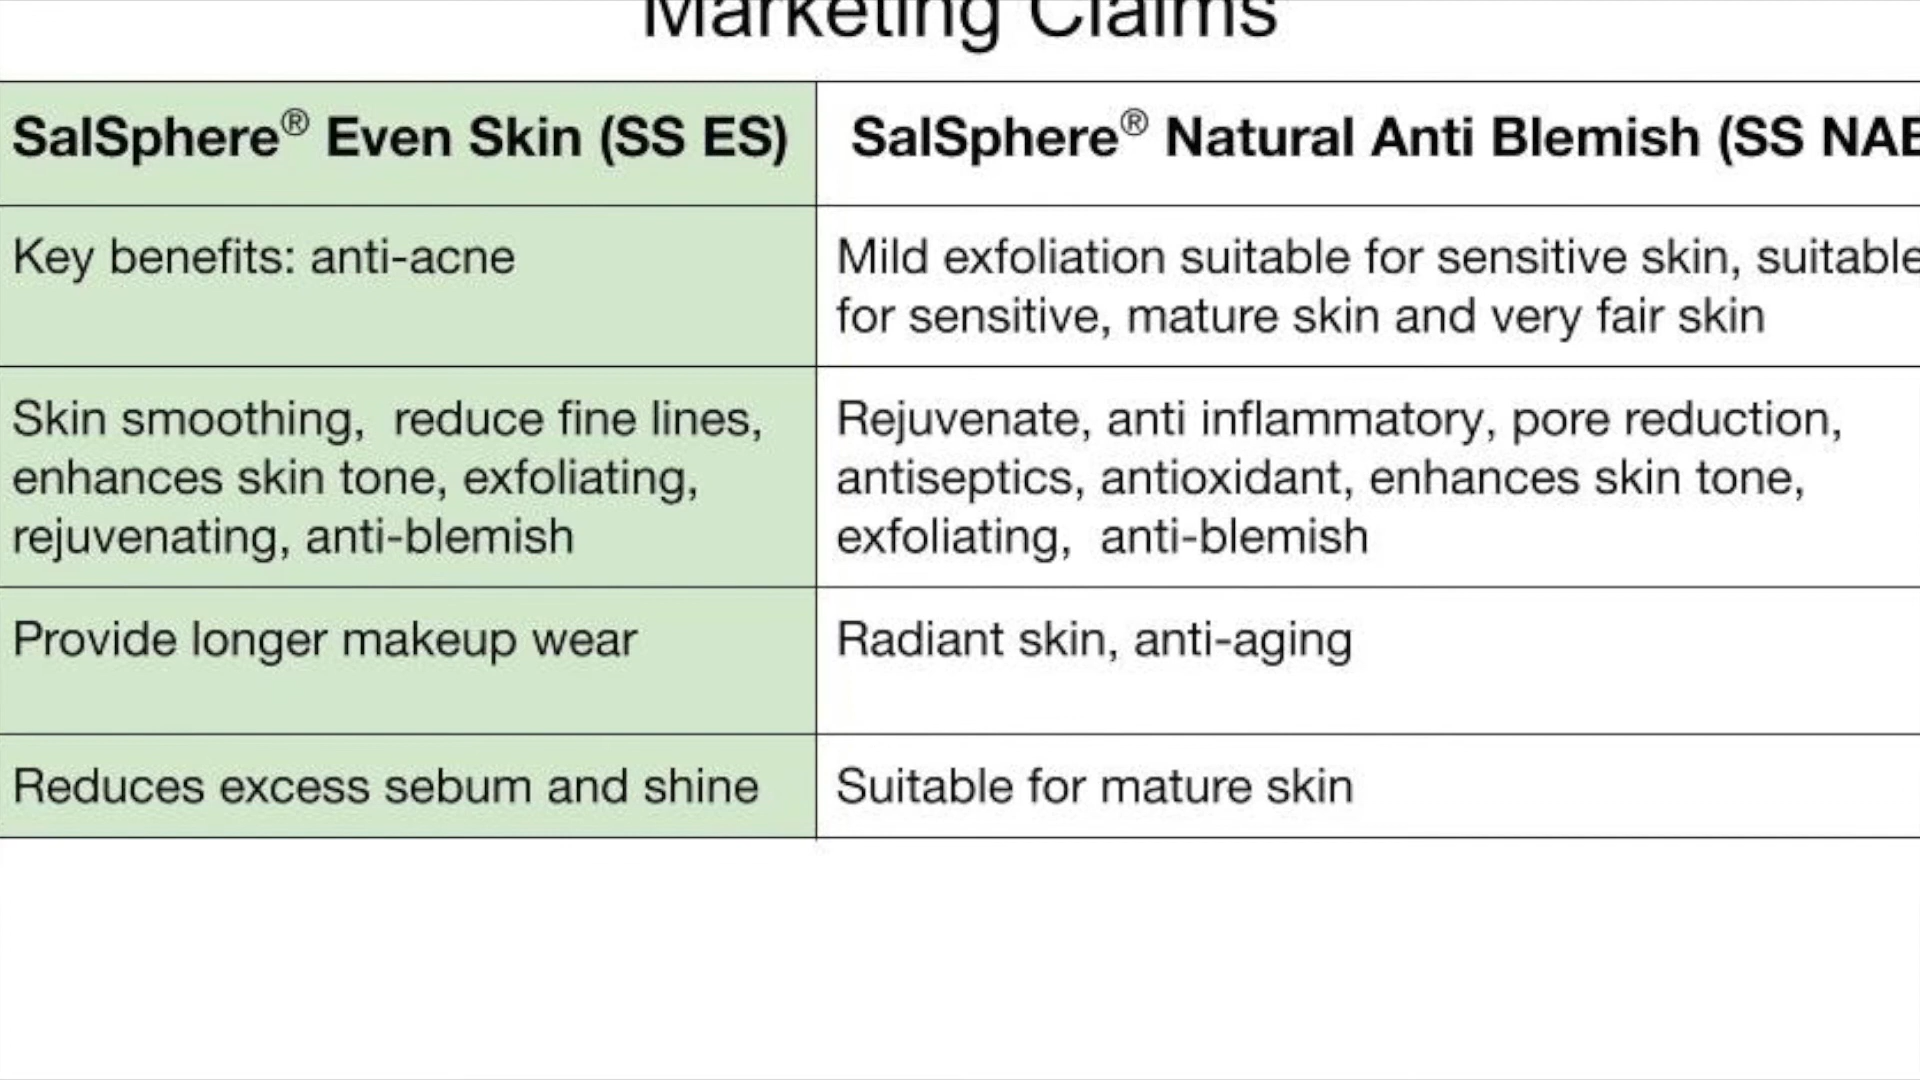 Marketing Claims
SalSphere® Even Skin (SS ES)
SalSphere® Natural Anti Blemish (SS NAB
Key benefits: anti-acne
Mild exfoliation suitable for sensitive skin, suitable
for sensitive, mature skin and very fair skin
Skin smoothing,  reduce fine lines,
enhances skin tone, exfoliating,
rejuvenating, anti-blemish
Rejuvenate, anti inflammatory, pore reduction,
antiseptics, antioxidant, enhances skin tone,
exfoliating,  anti-blemish
Provide longer makeup wear
Radiant skin, anti-aging
Reduces excess sebum and shine
Suitable for mature skin